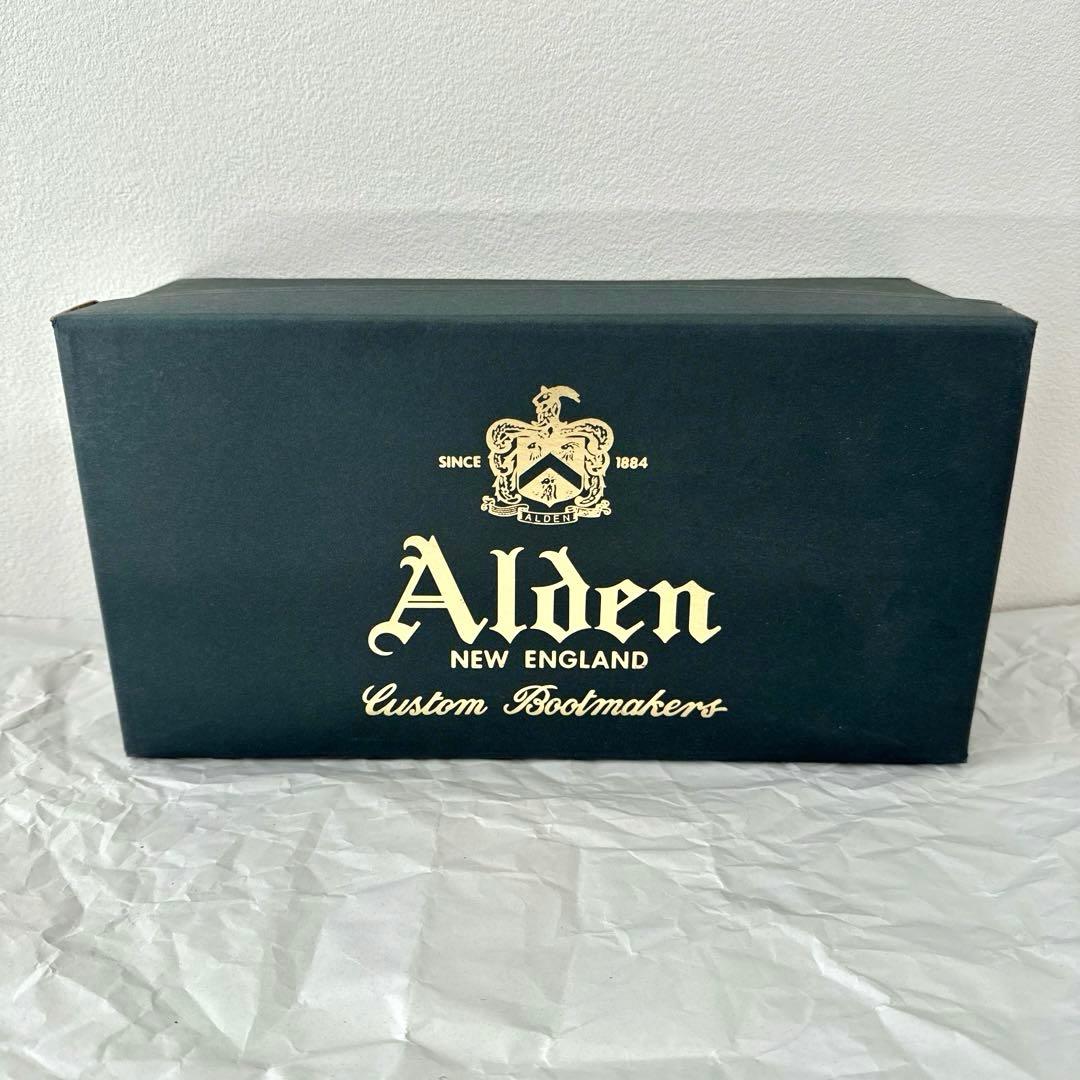 SINCE 1884
ALDEN
Alden
NEW ENGLAND
Custom Bootmakers